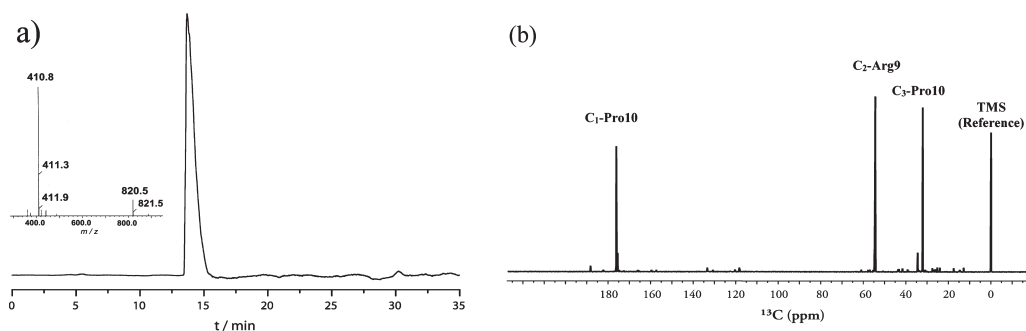 a)
410.8
411.3
411.9
820.5
821.5
400.0 600.0 800.0
m / z
0 5 10 15 20 25 30 35
t / min
(b)
C₂-Arg9
C₃-Pro10
C₁-Pro10
TMS
(Reference)
180 160 140 120 100 80 60 40 20 0
¹³C (ppm)